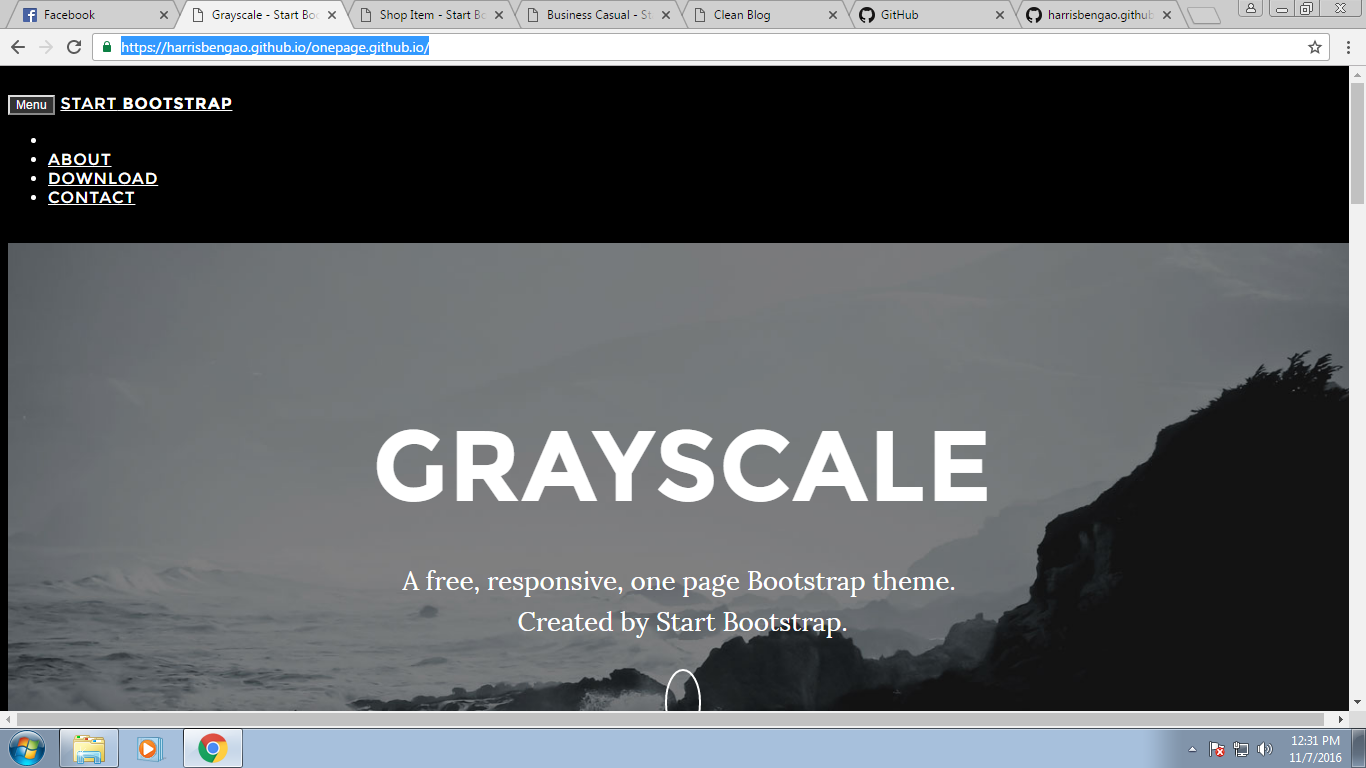 Facebook
Grayscale - Start Boo
Shop Item - Start Bo
Business Casual - St
Clean Blog
GitHub
harrisbengao.github
https://harrisbengao.github.io/onepage.github.io/
Menu START BOOTSTRAP
ABOUT
DOWNLOAD
CONTACT
GRAYSCALE
A free, responsive, one page Bootstrap theme.
Created by Start Bootstrap.
12:31 PM
11/7/2016